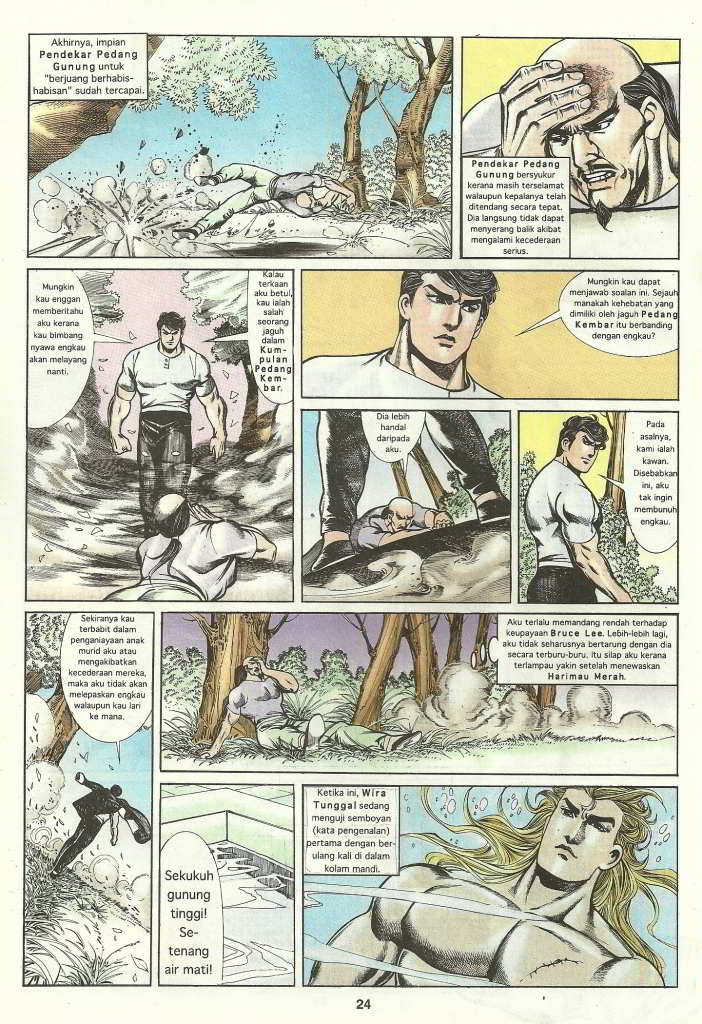 Akhirnya, impian
Pendekar Pedang
Gunung untuk
"berjuang berhabis-
habisan" sudah tercapai.
Pendekar Pedang
Gunung bersyukur
kerana masih terselamat
walaupun kepalanya telah
ditendang secara tepat.
Dia langsung tidak dapat
menyerang balik akibat
mengalami kecederaan
serius.
Mungkin
kau enggan
memberitahu
aku kerana
kau bimbang
nyawa engkau
akan melayang
nanti.
Kalau
terkaan
aku betul,
kau ialah
salah
seorang
jaguh
dalam
Kum-
pulan
Pedang
Kem-
bar.
Mungkin kau dapat
menjawab soalan ini. Sejauh
manakah kehebatan yang
dimiliki oleh jaguh Pedang
Kembar itu berbanding
dengan engkau?
Dia lebih
handal
daripada
aku.
Pada
asalnya,
kami ialah
kawan.
Disebabkan
ini, aku
tak ingin
membunuh
engkau.
Sekiranya kau
terbabit dalam
penganiayaan anak
murid aku atau
mengakibatkan
kecederaan mereka,
maka aku tidak akan
melepaskan engkau
walaupun kau lari
ke mana.
Aku terlalu memandang rendah terhadap
keupayaan Bruce Lee. Lebih-lebih lagi,
aku tidak seharusnya bertarung dengan dia
secara terburu-buru. Itu silap aku kerana
terlampau yakin setelah menewaskan
Harimau Merah.
Sekukuh
gunung
tinggi!
Se-
tenang
air mati!
Ketika ini, Wira
Tunggal sedang
menguji semboyan
(kata pengenalan)
pertama dengan ber-
ulang kali di dalam
kolam mandi.
24